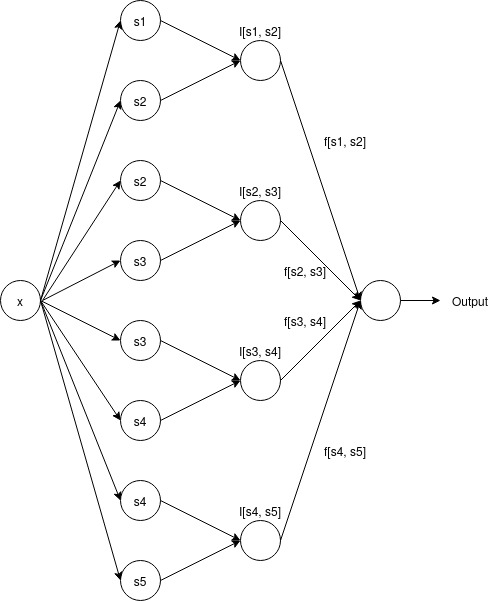 s1
I[s1, s2]
s2
f[s1, s2]
s2
I[s2, s3]
s3
f[s2, s3]
x
Output
f[s3, s4]
s3
I[s3, s4]
s4
f[s4, s5]
s4
I[s4, s5]
s5